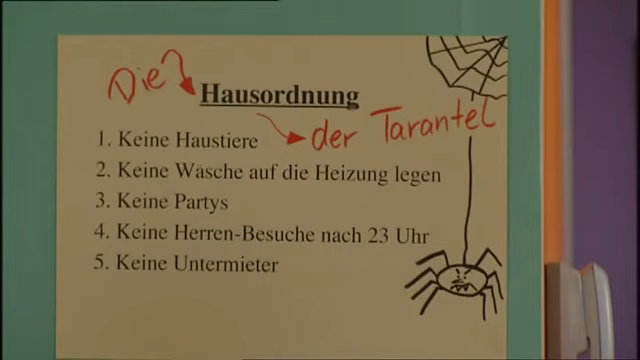 Die
Hausordnung
der Tarantel
1. Keine Haustiere
2. Keine Wäsche auf die Heizung legen
3. Keine Partys
4. Keine Herren-Besuche nach 23 Uhr
5. Keine Untermieter